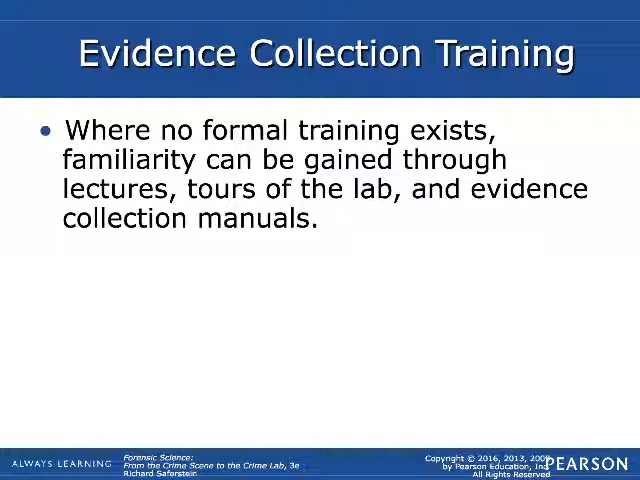 Evidence Collection Training
• Where no formal training exists,
familiarity can be gained through
lectures, tours of the lab, and evidence
collection manuals.
ALWAYS LEARNING
Forensic Science:
From the Crime Scene to the Crime Lab, 3e
Richard Saferstein
Copyright © 2016, 2013, 2009
by Pearson Education, Inc.
All Rights Reserved
PEARSON